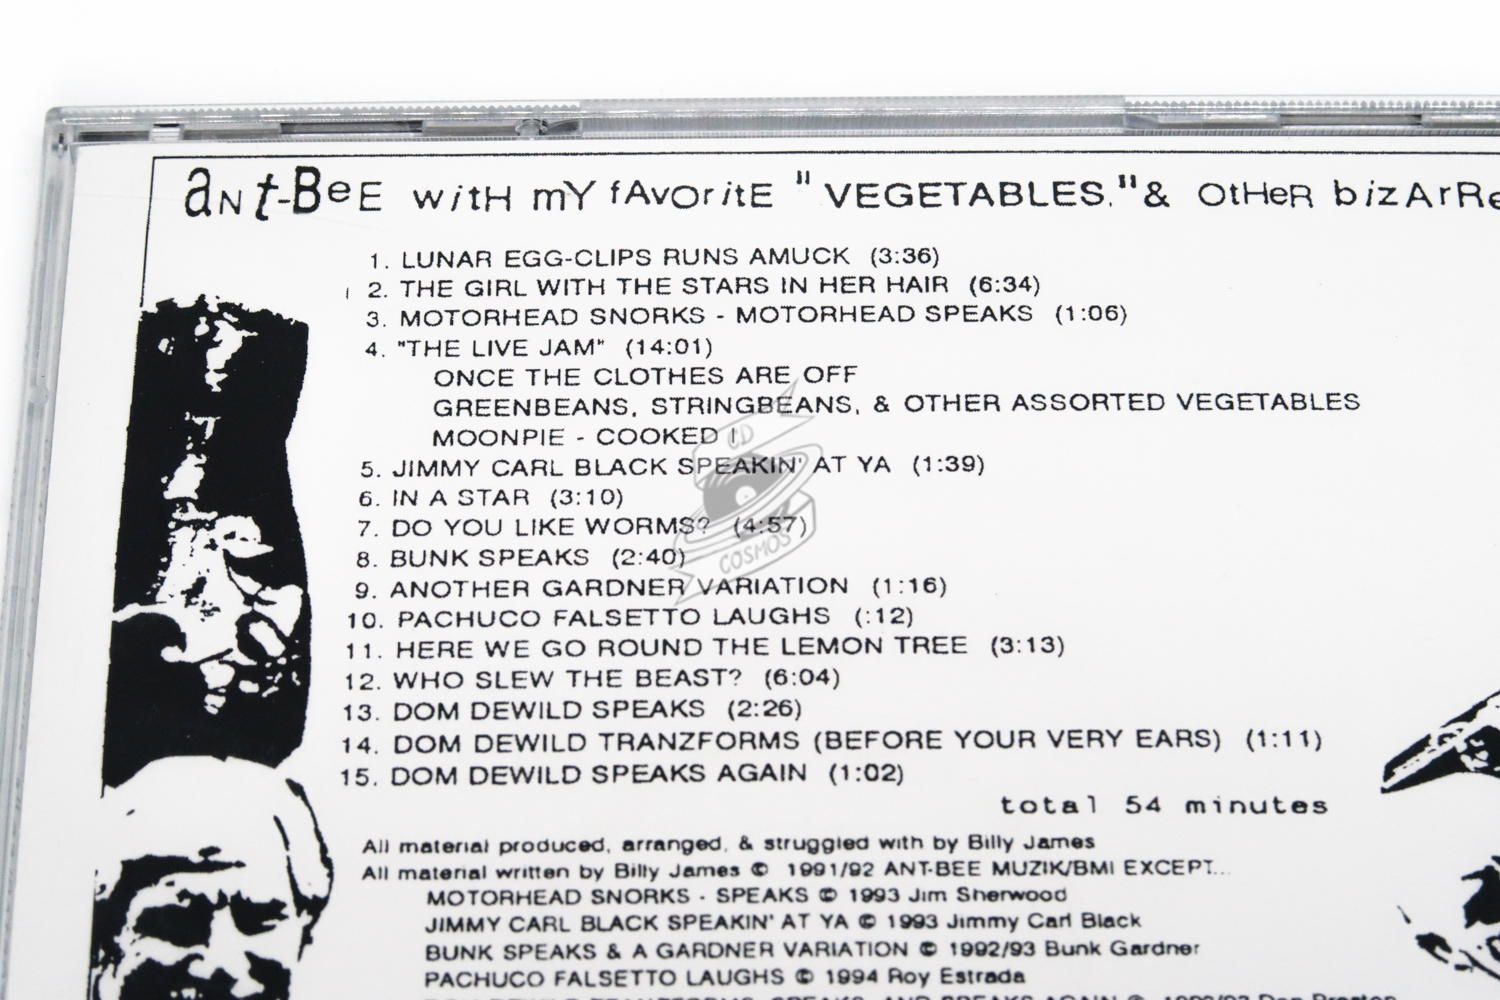 aNt-BeE witH mY fAvOritE "VEGETABLES."& OtHeR bizArRe
1. LUNAR EGG-CLIPS RUNS AMUCK (3:36)
2. THE GIRL WITH THE STARS IN HER HAIR (6:34)
3. MOTORHEAD SNORKS - MOTORHEAD SPEAKS (1:06)
4. "THE LIVE JAM" (14:01)
ONCE THE CLOTHES ARE OFF
GREENBEANS, STRINGBEANS, & OTHER ASSORTED VEGETABLES
MOONPIE - COOKED !
5. JIMMY CARL BLACK SPEAKIN' AT YA (1:39)
6. IN A STAR (3:10)
7. DO YOU LIKE WORMS? (4:57)
8. BUNK SPEAKS (2:40)
9. ANOTHER GARDNER VARIATION (1:16)
10. PACHUCO FALSETTO LAUGHS (:12)
11. HERE WE GO ROUND THE LEMON TREE (3:13)
12. WHO SLEW THE BEAST? (6:04)
13. DOM DEWILD SPEAKS (2:26)
14. DOM DEWILD TRANZFORMS (BEFORE YOUR VERY EARS) (1:11)
15. DOM DEWILD SPEAKS AGAIN (1:02)
total 54 minutes
All material produced, arranged, & struggled with by Billy James
All material written by Billy James © 1991/92 ANT-BEE MUZIK/BMI EXCEPT...
MOTORHEAD SNORKS - SPEAKS © 1993 Jim Sherwood
JIMMY CARL BLACK SPEAKIN' AT YA © 1993 Jimmy Carl Black
BUNK SPEAKS & A GARDNER VARIATION © 1992/93 Bunk Gardner
PACHUCO FALSETTO LAUGHS © 1994 Roy Estrada
CD
COSMOS